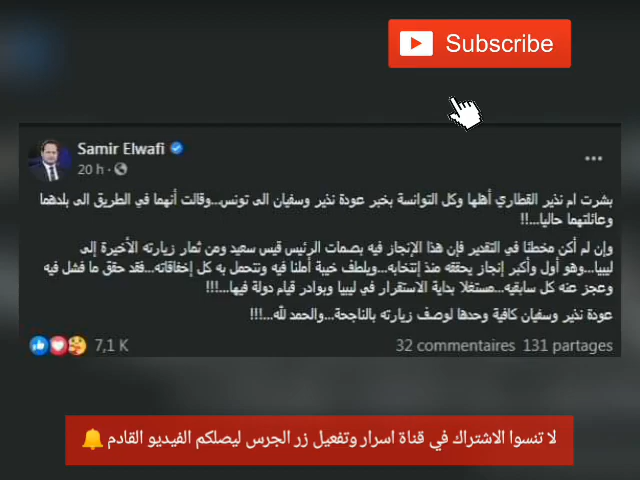 Subscribe
Samir Elwafi
20 h
بشرت ام نذير القطاري أهلها وكل التوانسة بخبر عودة نذير وسفيان الى تونس...وقالت أنهما في الطريق الى بلدهما
وعائلتهما حاليا...!!
وإن لم أكن مخطئا في التقدير فإن هذا الإنجاز فيه بصمات الرئيس قيس سعيد ومن ثمار زيارته الأخيرة إلى
ليبيا...وهو أول وأكبر إنجاز يحققه منذ إنتخابه...ويلطف خيبة أملنا فيه ونتحمل به كل إخفاقاته...فقد حقق ما فشل فيه
وعجز عنه كل سابقيه...مستغلا بداية الاستقرار في ليبيا وبوادر قيام دولة فيها...!!!
عودة نذير وسفيان كافية وحدها لوصف زيارته بالناجحة...والحمد لله...!!!
7,1 K 32 commentaires 131 partages
لا تنسوا الاشتراك في قناة اسرار وتفعيل زر الجرس ليصلكم الفيديو القادم